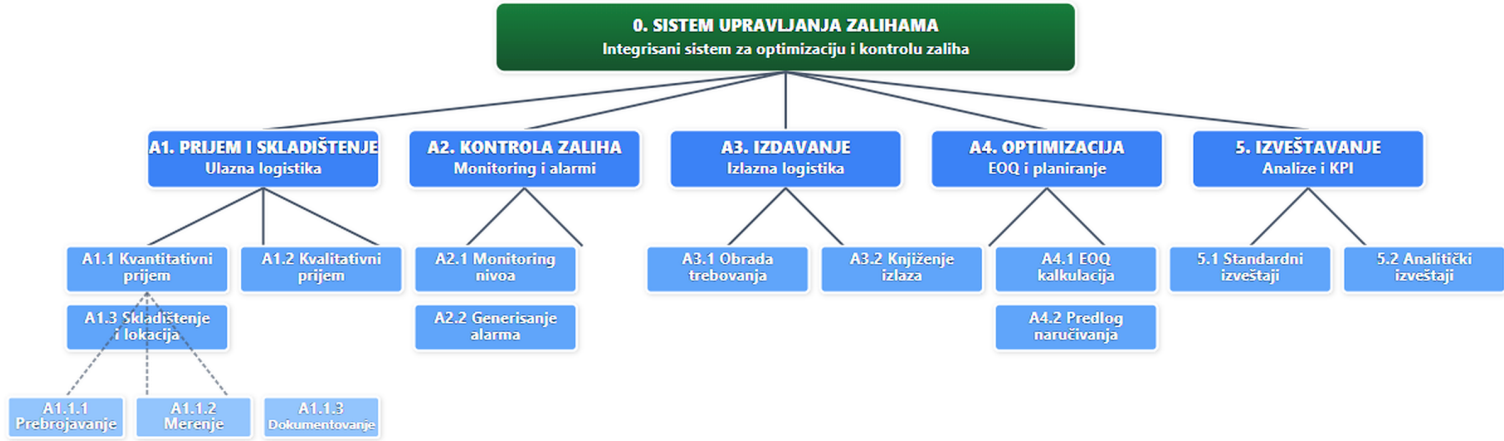 0. SISTEM UPRAVLJANJA ZALIHAMA
Integrisani sistem za optimizaciju i kontrolu zaliha
A1. PRIJEM I SKLADIŠTENJE
Ulazna logistika
A2. KONTROLA ZALIHA
Monitoring i alarmi
A3. IZDAVANJE
Izlazna logistika
A4. OPTIMIZACIJA
EOQ i planiranje
5. IZVEŠTAVANJE
Analize i KPI
A1.1 Kvantitativni
prijem
A1.2 Kvalitativni
prijem
A2.1 Monitoring
nivoa
A3.1 Obrada
trebovanja
A3.2 Knjiženje
izlaza
A4.1 EOQ
kalkulacija
5.1 Standardni
izveštaji
5.2 Analitički
izveštaji
A1.3 Skladištenje
i lokacija
A2.2 Generisanje
alarma
A4.2 Predlog
naručivanja
A1.1.1
Prebrojavanje
A1.1.2
Merenje
A1.1.3
Dokumentovanje